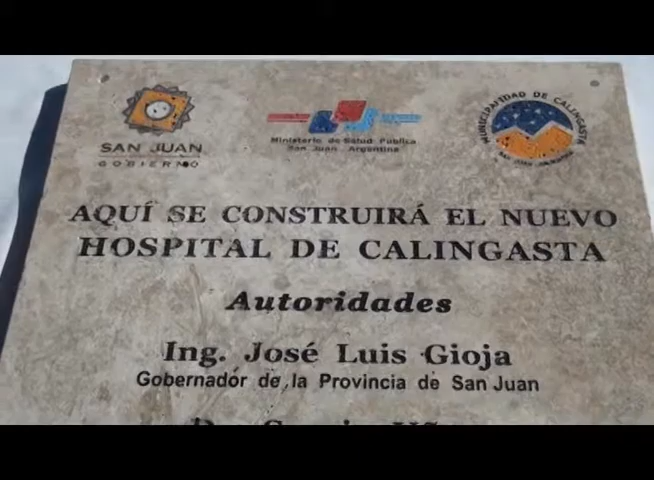 SAN JUAN
GOBIERNO
Ministerio de Salud Pública
San Juan - Argentina
MUNICIPALIDAD DE CALINGASTA
AQUÍ SE CONSTRUIRÁ EL NUEVO
HOSPITAL DE CALINGASTA
Autoridades
Ing. José Luis Gioja
Gobernador de la Provincia de San Juan